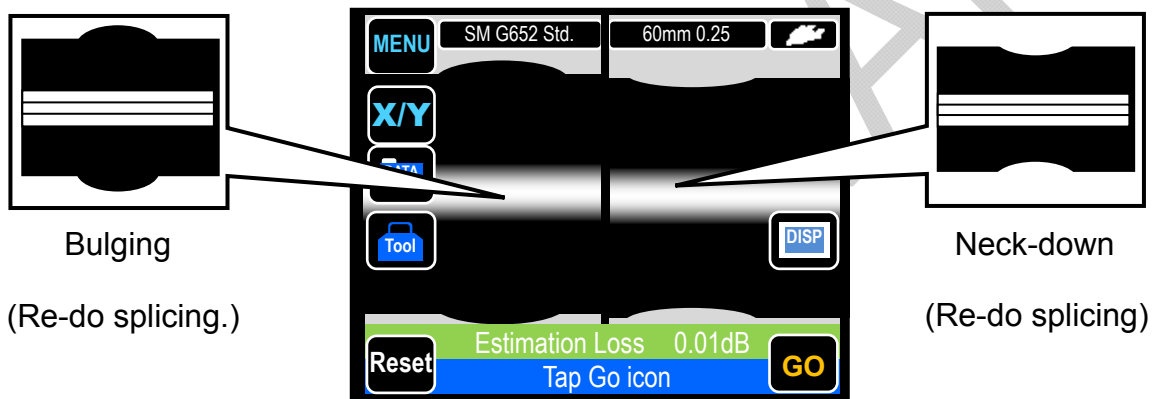 MENU
SM G652 Std.
60mm 0.25
X/Y
DATA
Tool
DISP
Bulging
(Re-do splicing.)
Neck-down
(Re-do splicing)
Estimation Loss 0.01dB
Reset
Tap Go icon
GO